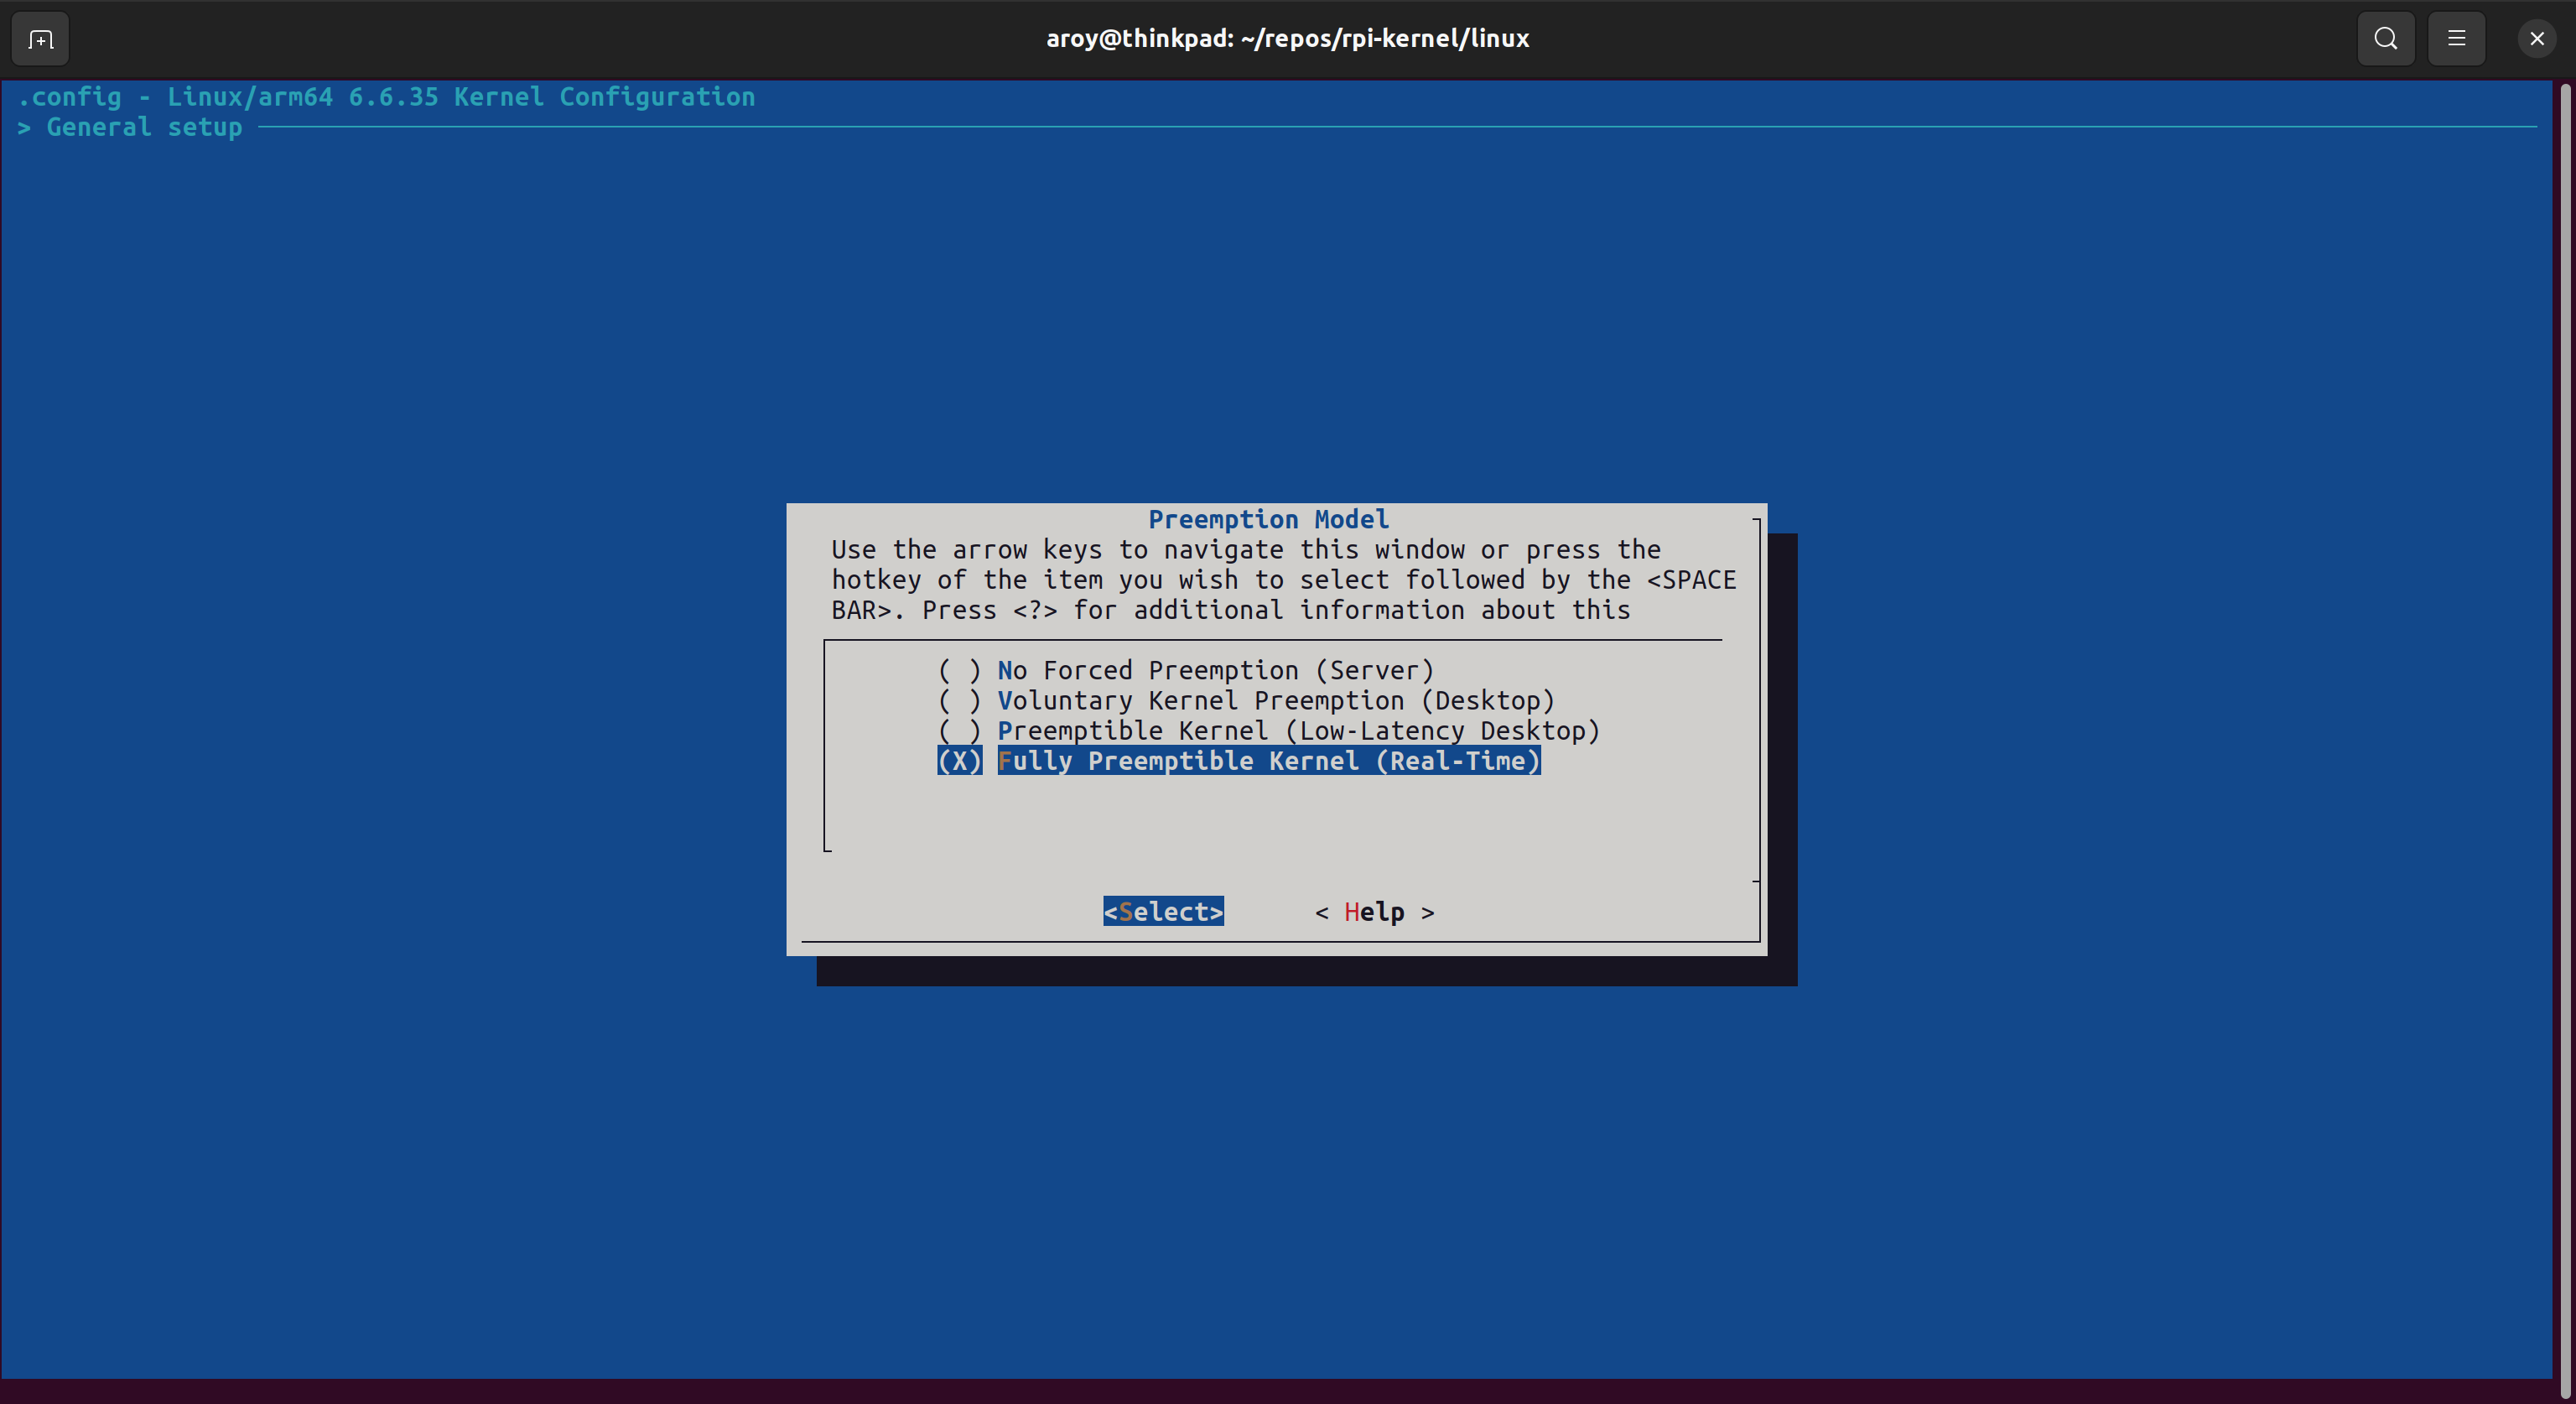 aroy@thinkpad: ~/repos/rpi-kernel/linux
.config - Linux/arm64 6.6.35 Kernel Configuration
> General setup
Preemption Model
Use the arrow keys to navigate this window or press the
hotkey of the item you wish to select followed by the <SPACE
BAR>. Press <?> for additional information about this
( ) No Forced Preemption (Server)
( ) Voluntary Kernel Preemption (Desktop)
( ) Preemptible Kernel (Low-Latency Desktop)
(X) Fully Preemptible Kernel (Real-Time)
<Select> < Help >